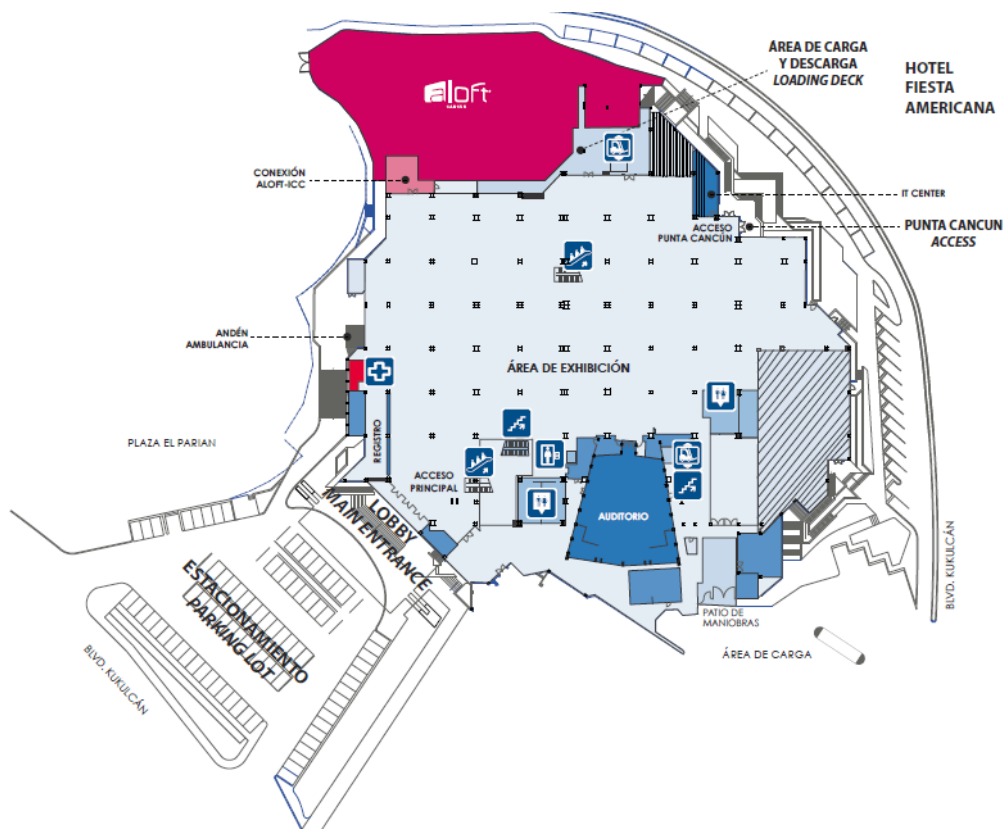 ÁREA DE CARGA
Y DESCARGA
LOADING DECK
HOTEL
FIESTA
AMERICANA
aloft
CANCUN
CONEXIÓN
ALOFT-ICC
IT CENTER
ACCESO
PUNTA CANCÚN
PUNTA CANCUN
ACCESS
ANDÉN
AMBULANCIA
ÁREA DE EXHIBICIÓN
PLAZA EL PARIAN
REGISTRO
ACCESO
PRINCIPAL
B
LOBBY
MAIN ENTRANCE
AUDITORIO
ESTACIONAMIENTO
PARKING LOT
BLVD. KUKULCÁN
PATIO DE
MANIOBRAS
ÁREA DE CARGA
BLVD. KUKULCÁN